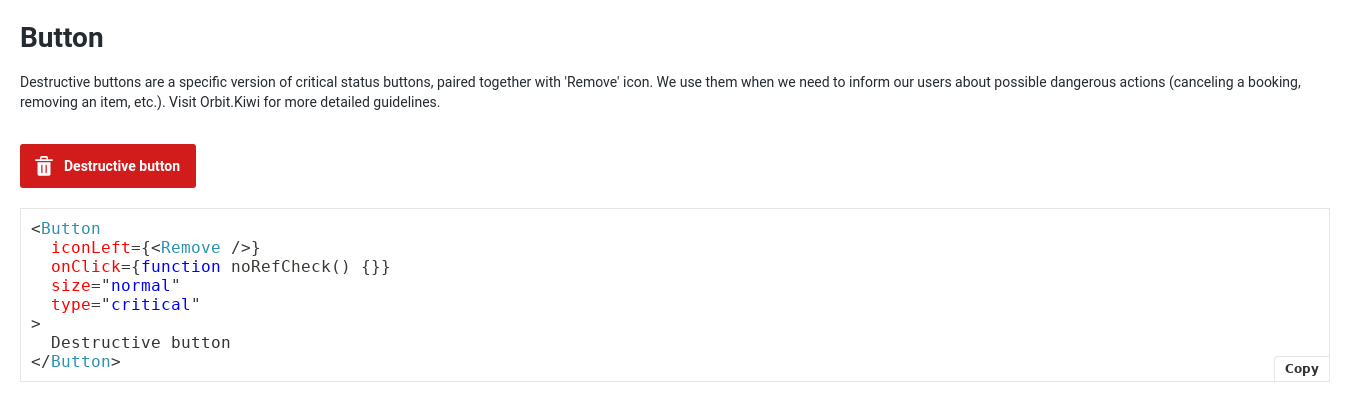 Button
Destructive buttons are a specific version of critical status buttons, paired together with 'Remove' icon. We use them when we need to inform our users about possible dangerous actions (canceling a booking,
removing an item, etc.). Visit Orbit.Kiwi for more detailed guidelines.
Destructive button
<Button
  iconLeft={<Remove />}
  onClick={function noRefCheck() {}}
  size="normal"
  type="critical"
>
  Destructive button
</Button>
Copy